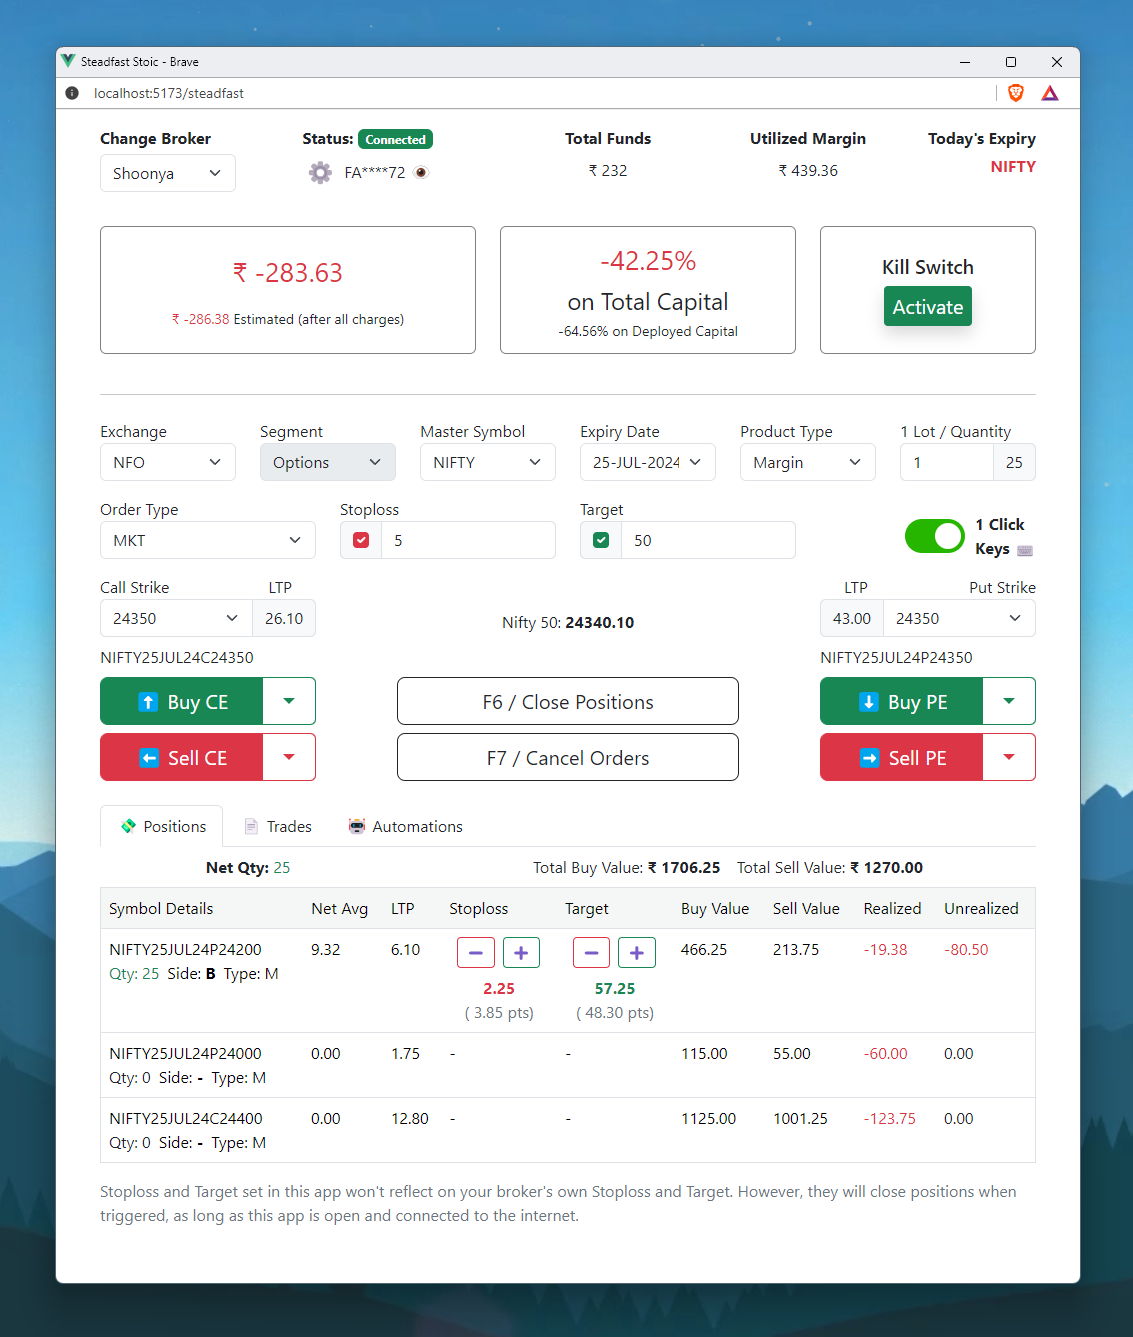 Steadfast Stoic - Brave
localhost:5173/steadfast
Change Broker
Status: Connected
Total Funds
Utilized Margin
Today's Expiry
Shoonya
FA****72
₹ 232
₹ 439.36
NIFTY
₹ -283.63
₹ -286.38 Estimated (after all charges)
-42.25%
on Total Capital
-64.56% on Deployed Capital
Kill Switch
Activate
Exchange
Segment
Master Symbol
Expiry Date
Product Type
1 Lot / Quantity
NFO
Options
NIFTY
25-JUL-2024
Margin
1
25
Order Type
Stoploss
Target
MKT
5
50
1 Click
Keys
Call Strike
LTP
LTP
Put Strike
24350
26.10
Nifty 50: 24340.10
43.00
24350
NIFTY25JUL24C24350
NIFTY25JUL24P24350
Buy CE
F6 / Close Positions
Buy PE
Sell CE
F7 / Cancel Orders
Sell PE
Positions
Trades
Automations
Net Qty: 25
Total Buy Value: ₹ 1706.25
Total Sell Value: ₹ 1270.00
Symbol Details
Net Avg
LTP
Stoploss
Target
Buy Value
Sell Value
Realized
Unrealized
NIFTY25JUL24P24200
9.32
6.10
466.25
213.75
-19.38
-80.50
Qty: 25 Side: B Type: M
2.25
57.25
( 3.85 pts)
( 48.30 pts)
NIFTY25JUL24P24000
0.00
1.75
-
-
115.00
55.00
-60.00
0.00
Qty: 0 Side: - Type: M
NIFTY25JUL24C24400
0.00
12.80
-
-
1125.00
1001.25
-123.75
0.00
Qty: 0 Side: - Type: M
Stoploss and Target set in this app won't reflect on your broker's own Stoploss and Target. However, they will close positions when
triggered, as long as this app is open and connected to the internet.